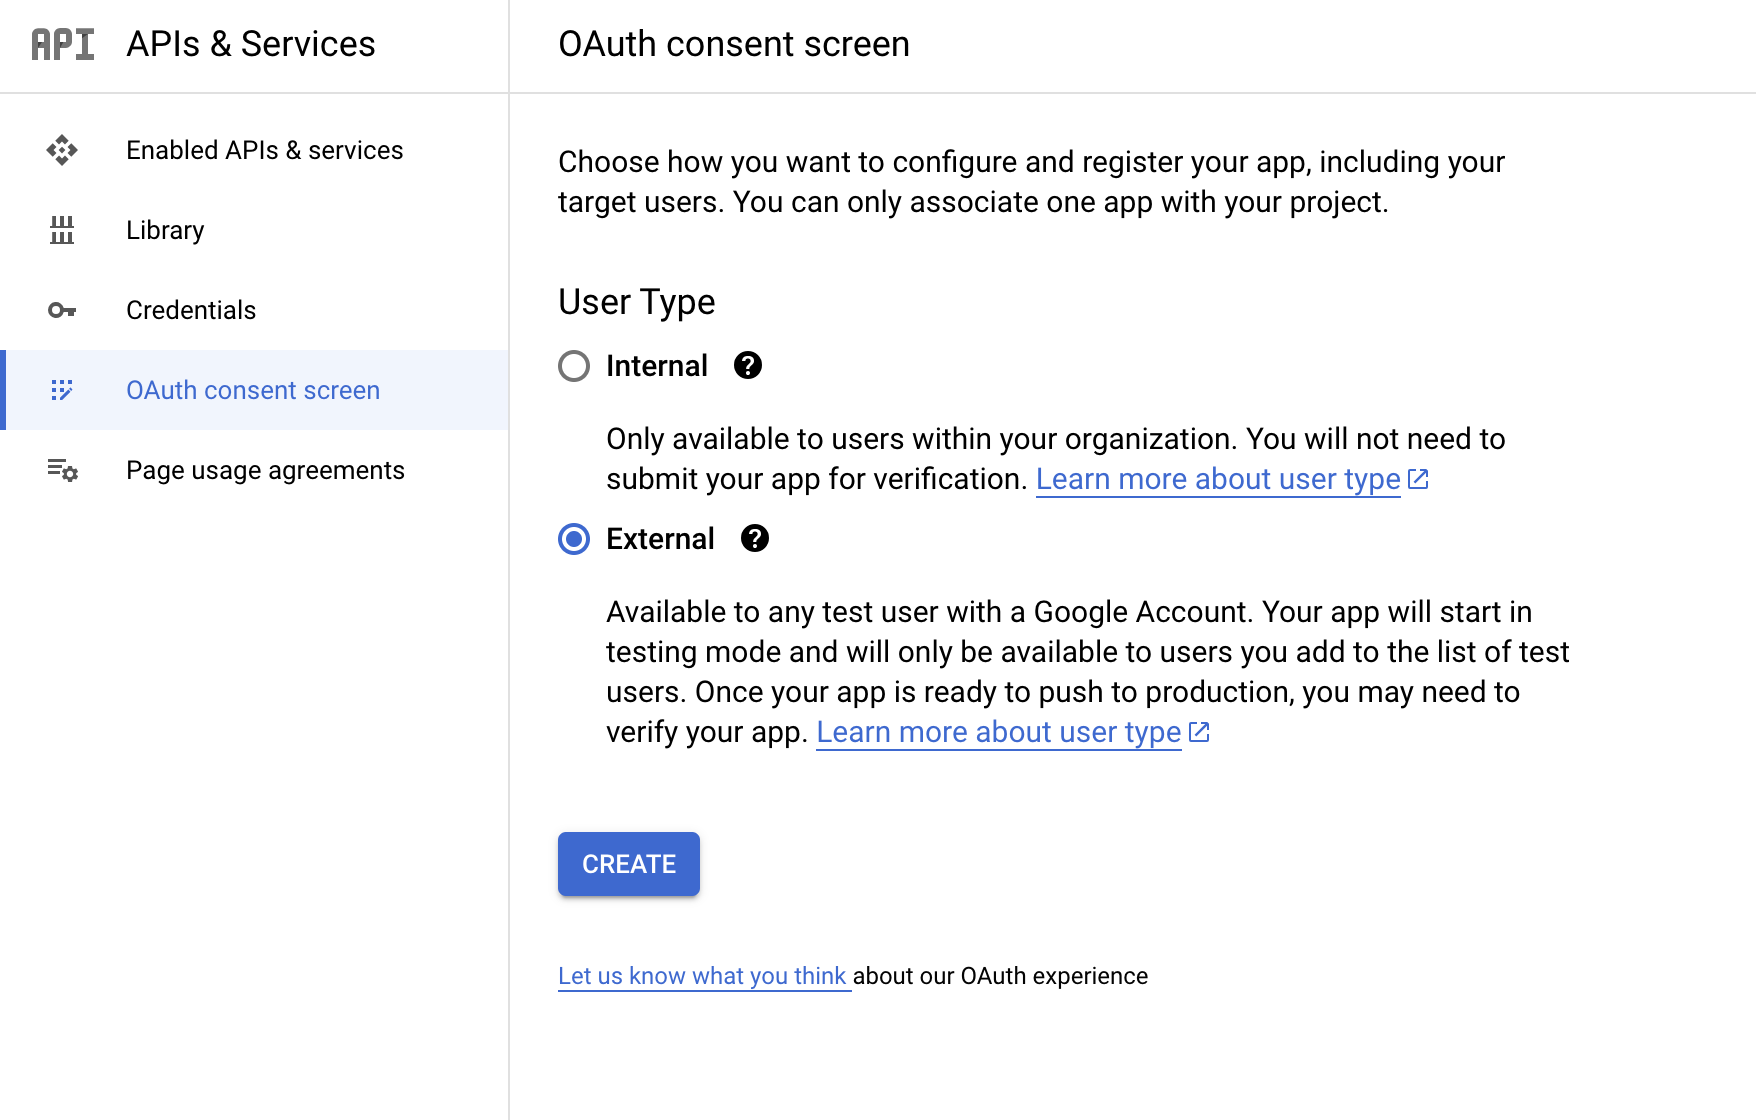 API APIs & Services
OAuth consent screen
Enabled APIs & services
Library
Credentials
OAuth consent screen
Page usage agreements
Choose how you want to configure and register your app, including your
target users. You can only associate one app with your project.
User Type
Internal
Only available to users within your organization. You will not need to
submit your app for verification. Learn more about user type
External
Available to any test user with a Google Account. Your app will start in
testing mode and will only be available to users you add to the list of test
users. Once your app is ready to push to production, you may need to
verify your app. Learn more about user type
CREATE
Let us know what you think about our OAuth experience